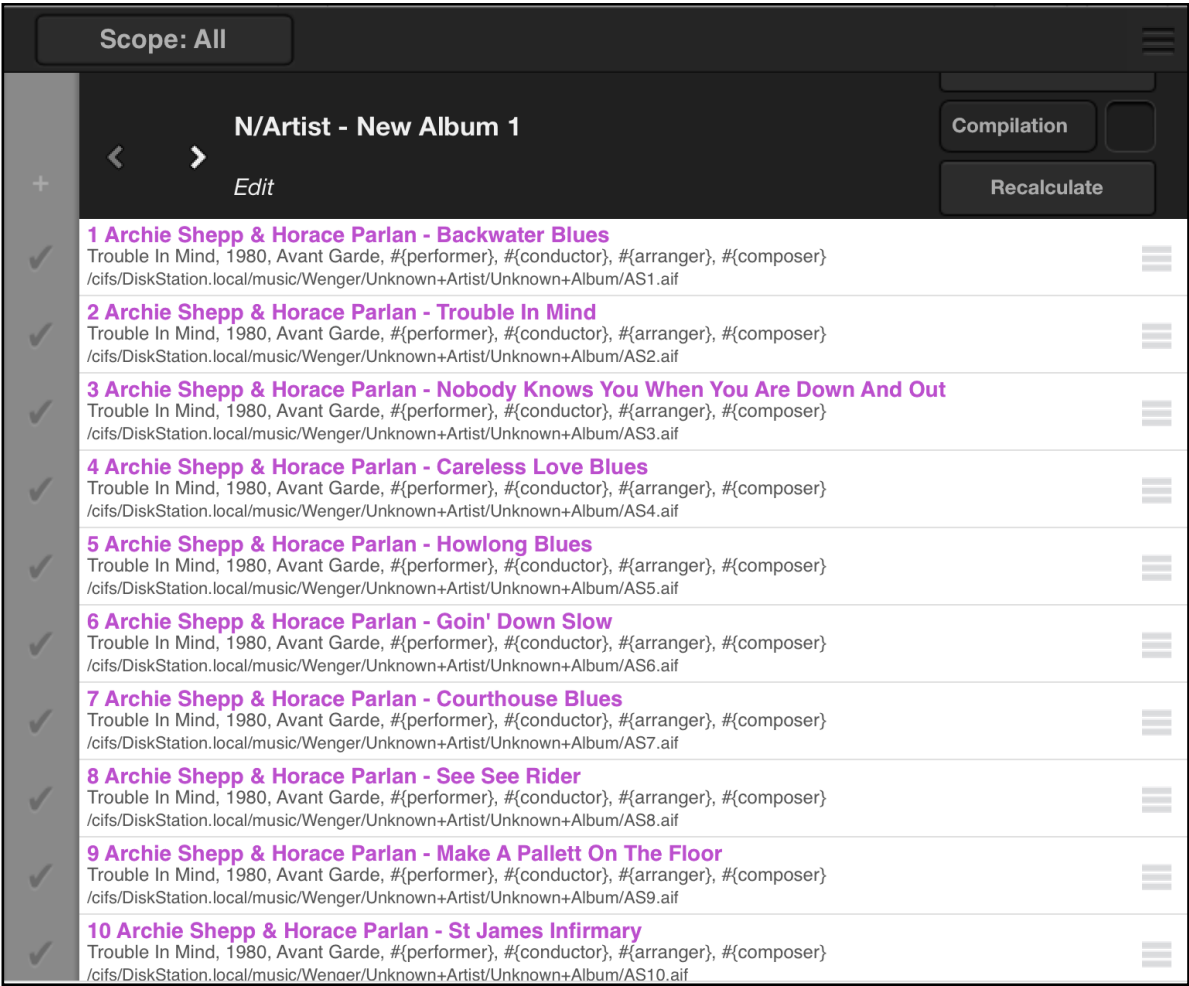 Scope: All
N/Artist - New Album 1
Compilation
Edit
Recalculate
1 Archie Shepp & Horace Parlan - Backwater Blues
Trouble In Mind, 1980, Avant Garde, #{performer}, #{conductor}, #{arranger}, #{composer}
/cifs/DiskStation.local/music/Wenger/Unknown+Artist/Unknown+Album/AS1.aif
2 Archie Shepp & Horace Parlan - Trouble In Mind
Trouble In Mind, 1980, Avant Garde, #{performer}, #{conductor}, #{arranger}, #{composer}
/cifs/DiskStation.local/music/Wenger/Unknown+Artist/Unknown+Album/AS2.aif
3 Archie Shepp & Horace Parlan - Nobody Knows You When You Are Down And Out
Trouble In Mind, 1980, Avant Garde, #{performer}, #{conductor}, #{arranger}, #{composer}
/cifs/DiskStation.local/music/Wenger/Unknown+Artist/Unknown+Album/AS3.aif
4 Archie Shepp & Horace Parlan - Careless Love Blues
Trouble In Mind, 1980, Avant Garde, #{performer}, #{conductor}, #{arranger}, #{composer}
/cifs/DiskStation.local/music/Wenger/Unknown+Artist/Unknown+Album/AS4.aif
5 Archie Shepp & Horace Parlan - Howlong Blues
Trouble In Mind, 1980, Avant Garde, #{performer}, #{conductor}, #{arranger}, #{composer}
/cifs/DiskStation.local/music/Wenger/Unknown+Artist/Unknown+Album/AS5.aif
6 Archie Shepp & Horace Parlan - Goin' Down Slow
Trouble In Mind, 1980, Avant Garde, #{performer}, #{conductor}, #{arranger}, #{composer}
/cifs/DiskStation.local/music/Wenger/Unknown+Artist/Unknown+Album/AS6.aif
7 Archie Shepp & Horace Parlan - Courthouse Blues
Trouble In Mind, 1980, Avant Garde, #{performer}, #{conductor}, #{arranger}, #{composer}
/cifs/DiskStation.local/music/Wenger/Unknown+Artist/Unknown+Album/AS7.aif
8 Archie Shepp & Horace Parlan - See See Rider
Trouble In Mind, 1980, Avant Garde, #{performer}, #{conductor}, #{arranger}, #{composer}
/cifs/DiskStation.local/music/Wenger/Unknown+Artist/Unknown+Album/AS8.aif
9 Archie Shepp & Horace Parlan - Make A Pallett On The Floor
Trouble In Mind, 1980, Avant Garde, #{performer}, #{conductor}, #{arranger}, #{composer}
/cifs/DiskStation.local/music/Wenger/Unknown+Artist/Unknown+Album/AS9.aif
10 Archie Shepp & Horace Parlan - St James Infirmary
Trouble In Mind, 1980, Avant Garde, #{performer}, #{conductor}, #{arranger}, #{composer}
/cifs/DiskStation.local/music/Wenger/Unknown+Artist/Unknown+Album/AS10.aif